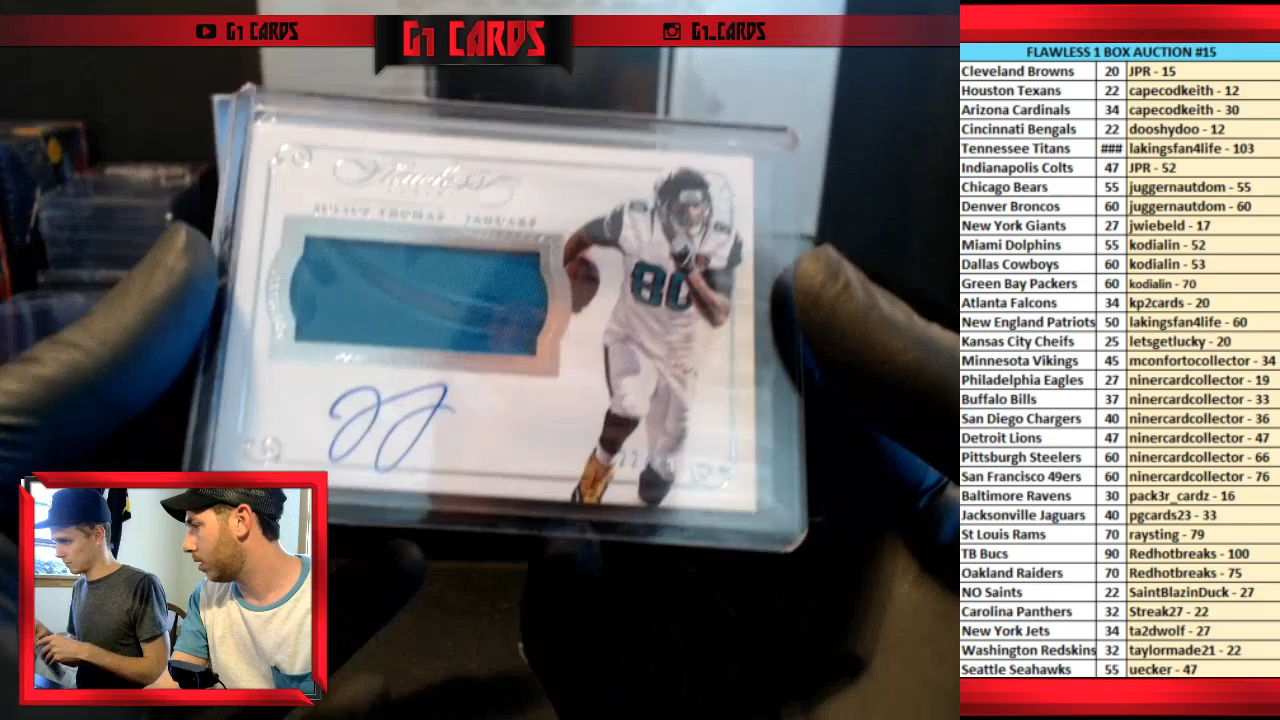 G1 CARDS
G1 CARDS
G1_CARDS
Flawless
JULIUS THOMAS - JAGUARS
80
FLAWLESS 1 BOX AUCTION #15
Cleveland Browns 20 JPR - 15
Houston Texans 22 capecodkeith - 12
Arizona Cardinals 34 capecodkeith - 30
Cincinnati Bengals 22 dooshydoo - 12
Tennessee Titans ### lakingsfan4life - 103
Indianapolis Colts 47 JPR - 52
Chicago Bears 55 juggernautdom - 55
Denver Broncos 60 juggernautdom - 60
New York Giants 27 jwiebeld - 17
Miami Dolphins 55 kodialin - 52
Dallas Cowboys 60 kodialin - 53
Green Bay Packers 60 kodialin - 70
Atlanta Falcons 34 kp2cards - 20
New England Patriots 50 lakingsfan4life - 60
Kansas City Cheifs 25 letsgetlucky - 20
Minnesota Vikings 45 mconfortocollector - 34
Philadelphia Eagles 27 ninercardcollector - 19
Buffalo Bills 37 ninercardcollector - 33
San Diego Chargers 40 ninercardcollector - 36
Detroit Lions 47 ninercardcollector - 47
Pittsburgh Steelers 60 ninercardcollector - 66
San Francisco 49ers 60 ninercardcollector - 76
Baltimore Ravens 30 pack3r_cardz - 16
Jacksonville Jaguars 40 pgcards23 - 33
St Louis Rams 70 raysting - 79
TB Bucs 90 Redhotbreaks - 100
Oakland Raiders 70 Redhotbreaks - 75
NO Saints 22 SaintBlazinDuck - 27
Carolina Panthers 32 Streak27 - 22
New York Jets 34 ta2dwolf - 27
Washington Redskins 32 taylormade21 - 22
Seattle Seahawks 55 uecker - 47